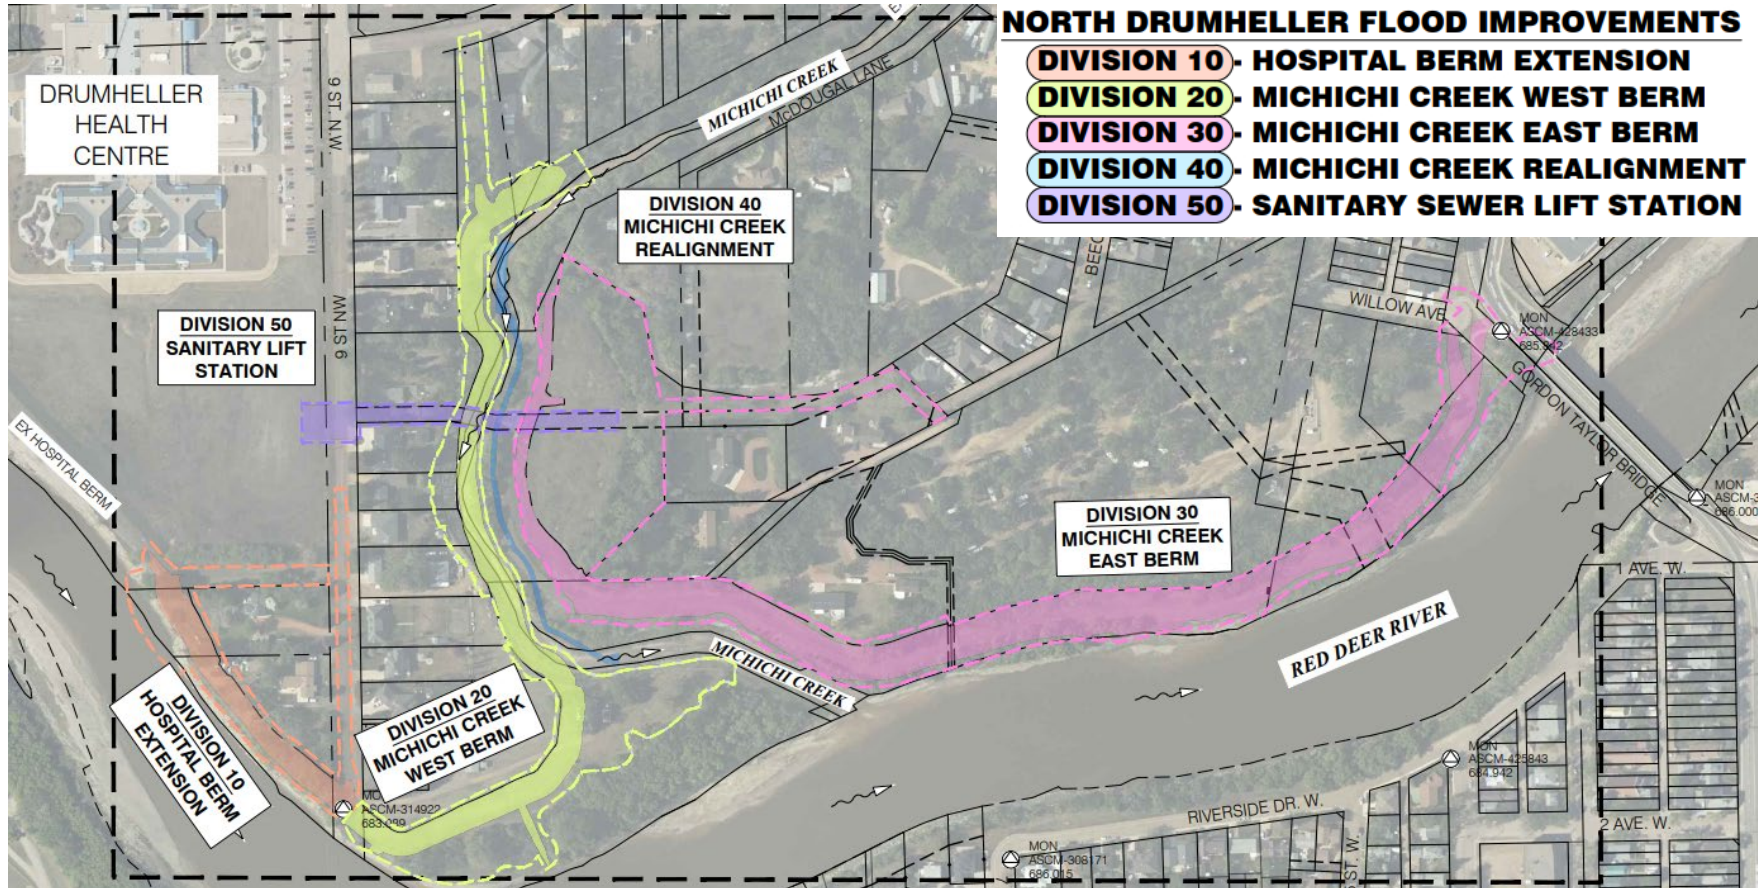 NORTH DRUMHELLER FLOOD IMPROVEMENTS
DIVISION 10 - HOSPITAL BERM EXTENSION
DIVISION 20 - MICHICHI CREEK WEST BERM
DIVISION 30 - MICHICHI CREEK EAST BERM
DIVISION 40 - MICHICHI CREEK REALIGNMENT
DIVISION 50 - SANITARY SEWER LIFT STATION
DRUMHELLER
HEALTH
CENTRE
9 ST. N.W.
MICHICHI CREEK
McDOUGAL LANE
DIVISION 40
MICHICHI CREEK
REALIGNMENT
WILLOW AVE
MON
ASCM-428433
GORDON TAYLOR BRIDGE
DIVISION 50
SANITARY LIFT
STATION
9 ST NW
EX HOSPITAL BERM
MON
686.000
DIVISION 30
MICHICHI CREEK
EAST BERM
1 AVE. W.
RED DEER RIVER
MICHICHI CREEK
DIVISION 10
HOSPITAL BERM
EXTENSION
DIVISION 20
MICHICHI CREEK
WEST BERM
ASCM-314922
MON
ASCM-425843
684.942
RIVERSIDE DR. W.
2 AVE. W.
MON
ASCM-308171
686.015
ST. W.